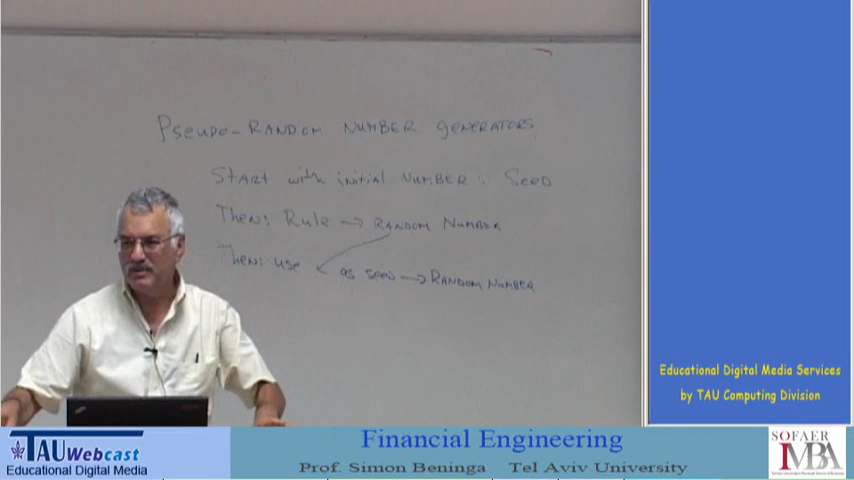 PSEUDO-RANDOM NUMBER GENERATORS
START with initial NUMBER: SEED
Then: Rule → RANDOM NUMBER
Then: use as seed → RANDOM NUMBER
Educational Digital Media Services
by TAU Computing Division
TAU Webcast
Educational Digital Media
Financial Engineering
Prof. Simon Beninga Tel Aviv University
SOFAER
IMBA